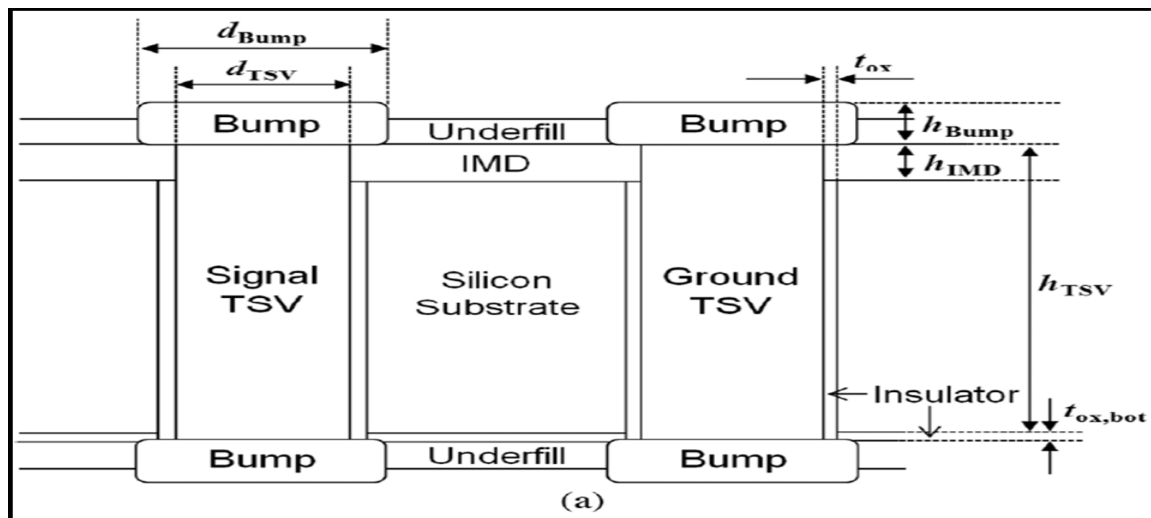 dBump
dTSV
tox
Bump
Underfill
Bump
hBump
IMD
hIMD
Signal
TSV
Silicon
Substrate
Ground
TSV
hTSV
Insulator
tox,bot
Bump
Underfill
Bump
(a)